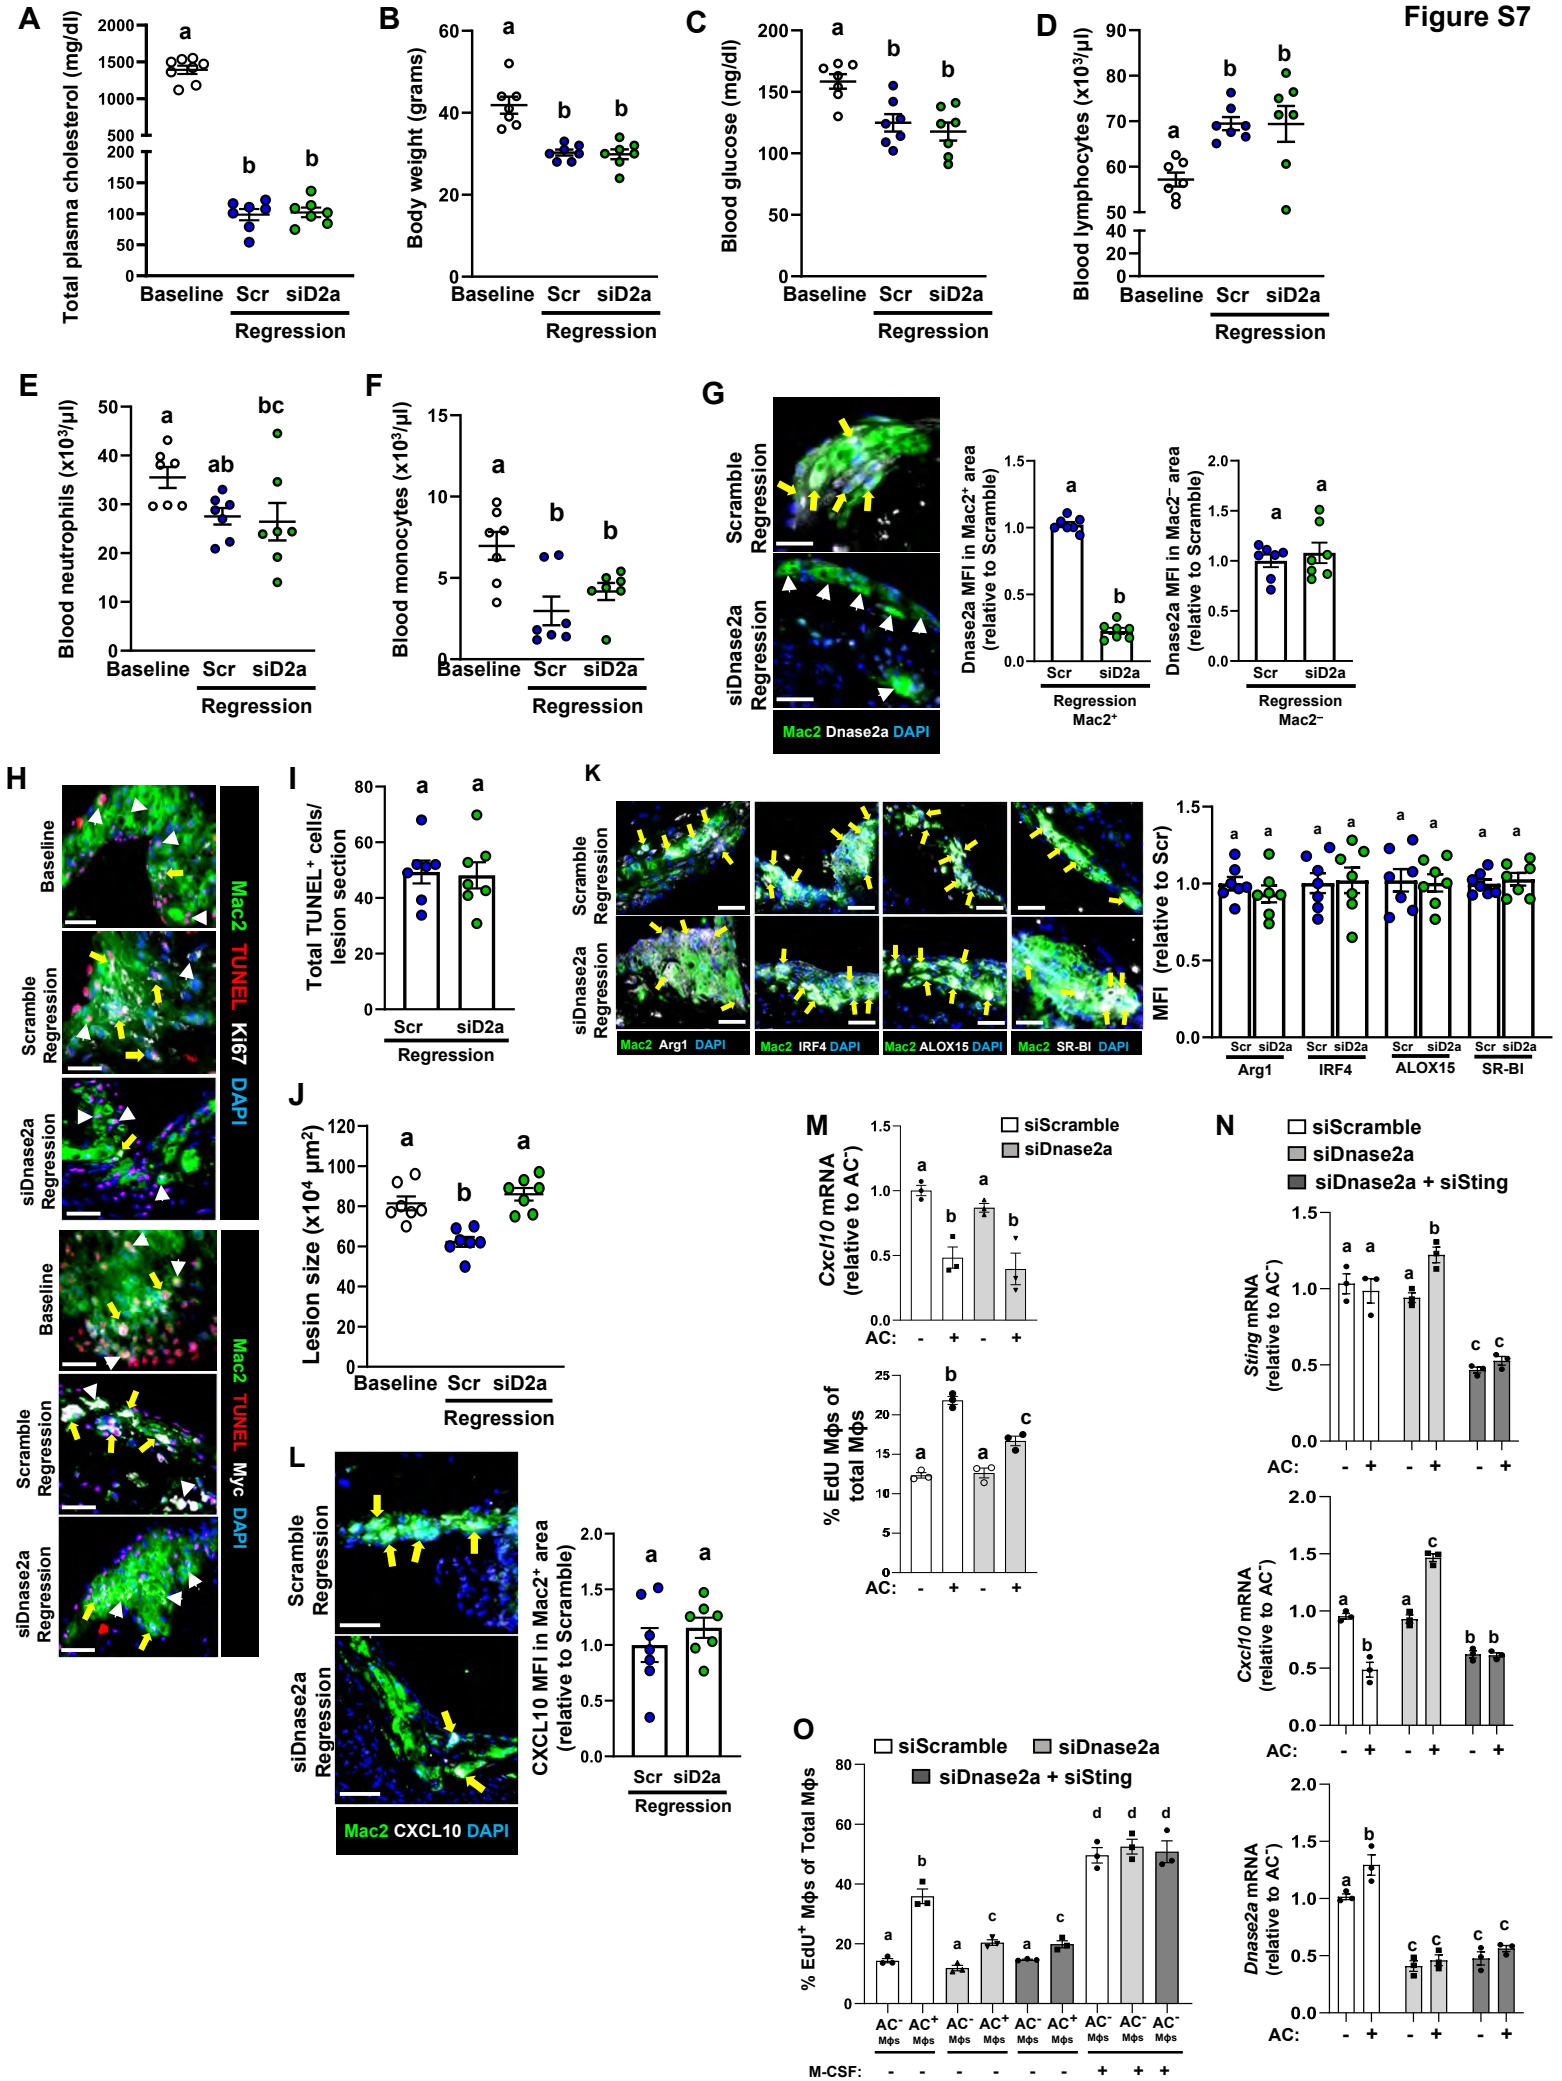 Figure S7
A
Total plasma cholesterol (mg/dl)
2000
1500
1000
500
200
150
100
50
0
a
b
b
Baseline Scr siD2a
Regression
B
Body weight (grams)
60
40
20
0
a
b
b
Baseline Scr siD2a
Regression
C
Blood glucose (mg/dl)
200
150
100
50
0
a
b
b
Baseline Scr siD2a
Regression
D
Blood lymphocytes (x10³/µl)
90
80
70
60
50
40
20
0
a
b
b
Baseline Scr siD2a
Regression
E
Blood neutrophils (x10³/µl)
50
40
30
20
10
0
a
ab
bc
Baseline Scr siD2a
Regression
F
Blood monocytes (x10³/µl)
15
10
5
0
a
b
b
Baseline Scr siD2a
Regression
G
Scramble
Regression
siDnase2a
Regression
Mac2 Dnase2a DAPI
Dnase2a MFI in Mac2⁺ area
(relative to Scramble)
1.5
1.0
0.5
0.0
a
b
Scr siD2a
Regression
Mac2⁺
Dnase2a MFI in Mac2⁻ area
(relative to Scramble)
2.0
1.5
1.0
0.5
0.0
a
a
Scr siD2a
Regression
Mac2⁻
H
Baseline
Scramble
Regression
siDnase2a
Regression
Mac2 TUNEL Ki67 DAPI
Baseline
Scramble
Regression
siDnase2a
Regression
Mac2 TUNEL Myc DAPI
I
Total TUNEL⁺ cells/
lesion section
80
60
40
20
0
a
a
Scr siD2a
Regression
J
Lesion size (x10⁴ µm²)
120
100
80
60
40
20
0
a
b
a
Baseline Scr siD2a
Regression
K
Scramble
Regression
siDnase2a
Regression
Mac2 Arg1 DAPI
Mac2 IRF4 DAPI
Mac2 ALOX15 DAPI
Mac2 SR-BI DAPI
MFI (relative to Scr)
1.5
1.0
0.5
0.0
a a a a a a a a
Scr siD2a Scr siD2a Scr siD2a Scr siD2a
Arg1 IRF4 ALOX15 SR-BI
L
Scramble
Regression
siDnase2a
Regression
Mac2 CXCL10 DAPI
CXCL10 MFI in Mac2⁺ area
(relative to Scramble)
2.0
1.5
1.0
0.5
0.0
a
a
Scr siD2a
Regression
M
siScramble
siDnase2a
Cxcl10 mRNA
(relative to AC⁻)
1.5
1.0
0.5
0.0
a
b
a
b
AC: - + - +
% EdU Mϕs of
total Mϕs
25
20
15
10
5
0
a
b
a
c
AC: - + - +
N
siScramble
siDnase2a
siDnase2a + siSting
Sting mRNA
(relative to AC⁻)
1.5
1.0
0.5
0.0
a a a b c c
AC: - + - + - +
Cxcl10 mRNA
(relative to AC⁻)
2.0
1.5
1.0
0.5
0.0
a b a c b b
AC: - + - + - +
Dnase2a mRNA
(relative to AC⁻)
2.0
1.5
1.0
0.5
0.0
a b c c c c
AC: - + - + - +
O
siScramble siDnase2a
siDnase2a + siSting
% EdU⁺ Mϕs of Total Mϕs
80
60
40
20
0
a b a c a c d d d
AC⁻ AC⁺ AC⁻ AC⁺ AC⁻ AC⁺ AC⁻ AC⁻ AC⁻
Mϕs Mϕs Mϕs Mϕs Mϕs Mϕs Mϕs Mϕs Mϕs
M-CSF: - - - - - - + + +